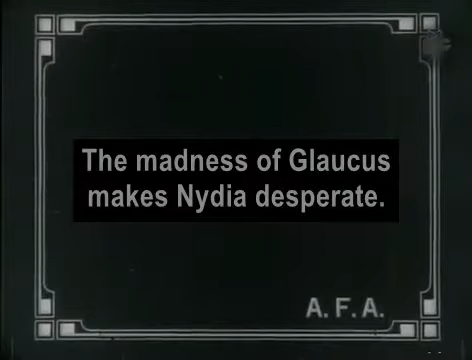 The madness of Glaucus
makes Nydia desperate.
A. F. A.